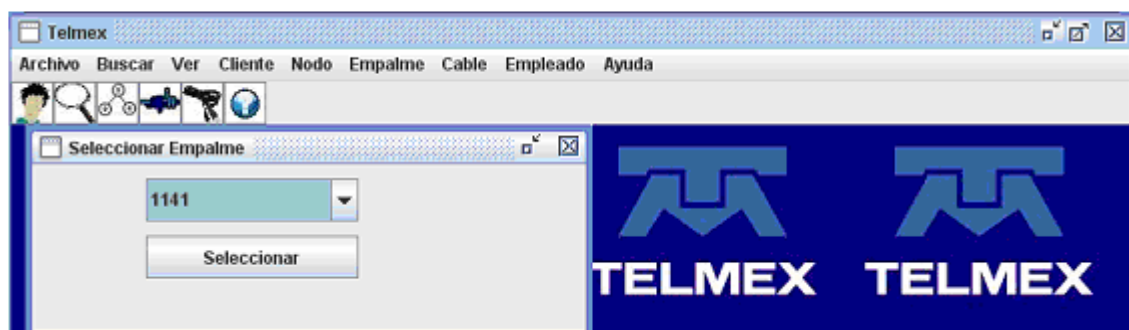 Telmex
Archivo Buscar Ver Cliente Nodo Empalme Cable Empleado Ayuda
Seleccionar Empalme
1141
Seleccionar
TELMEX TELMEX